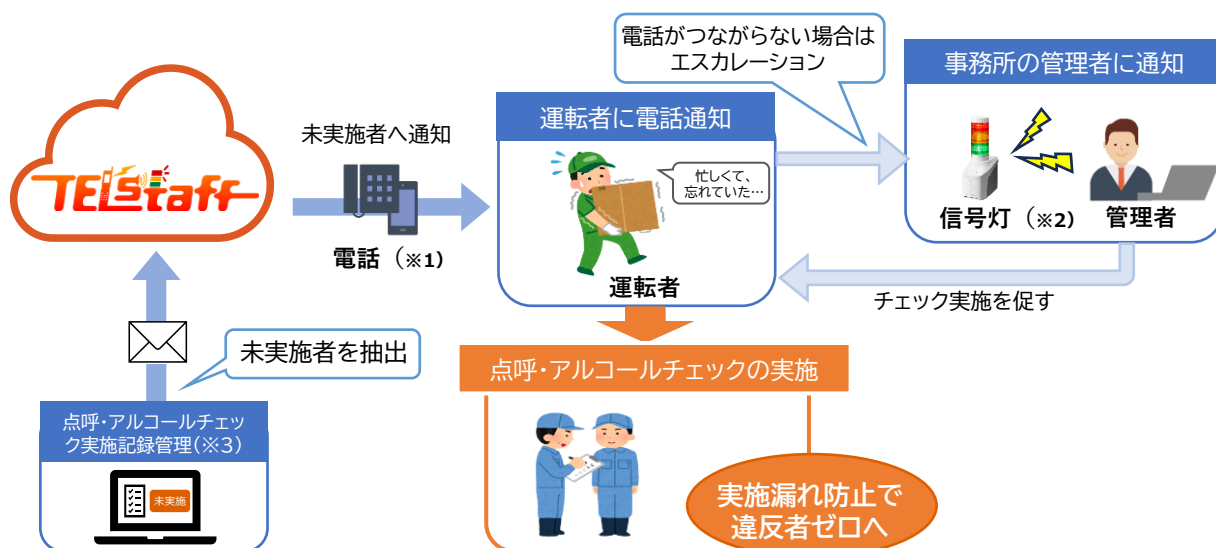 電話がつながらない場合は
エスカレーション
事務所の管理者に通知
運転者に電話通知
未実施者へ通知
TELstaff
忙しくて、
忘れていた…
信号灯（※2）
管理者
電話（※1）
運転者
チェック実施を促す
未実施者を抽出
点呼・アルコールチェックの実施
点呼・アルコールチェッ
ク実施記録管理(※3)
未実施
実施漏れ防止で
違反者ゼロへ